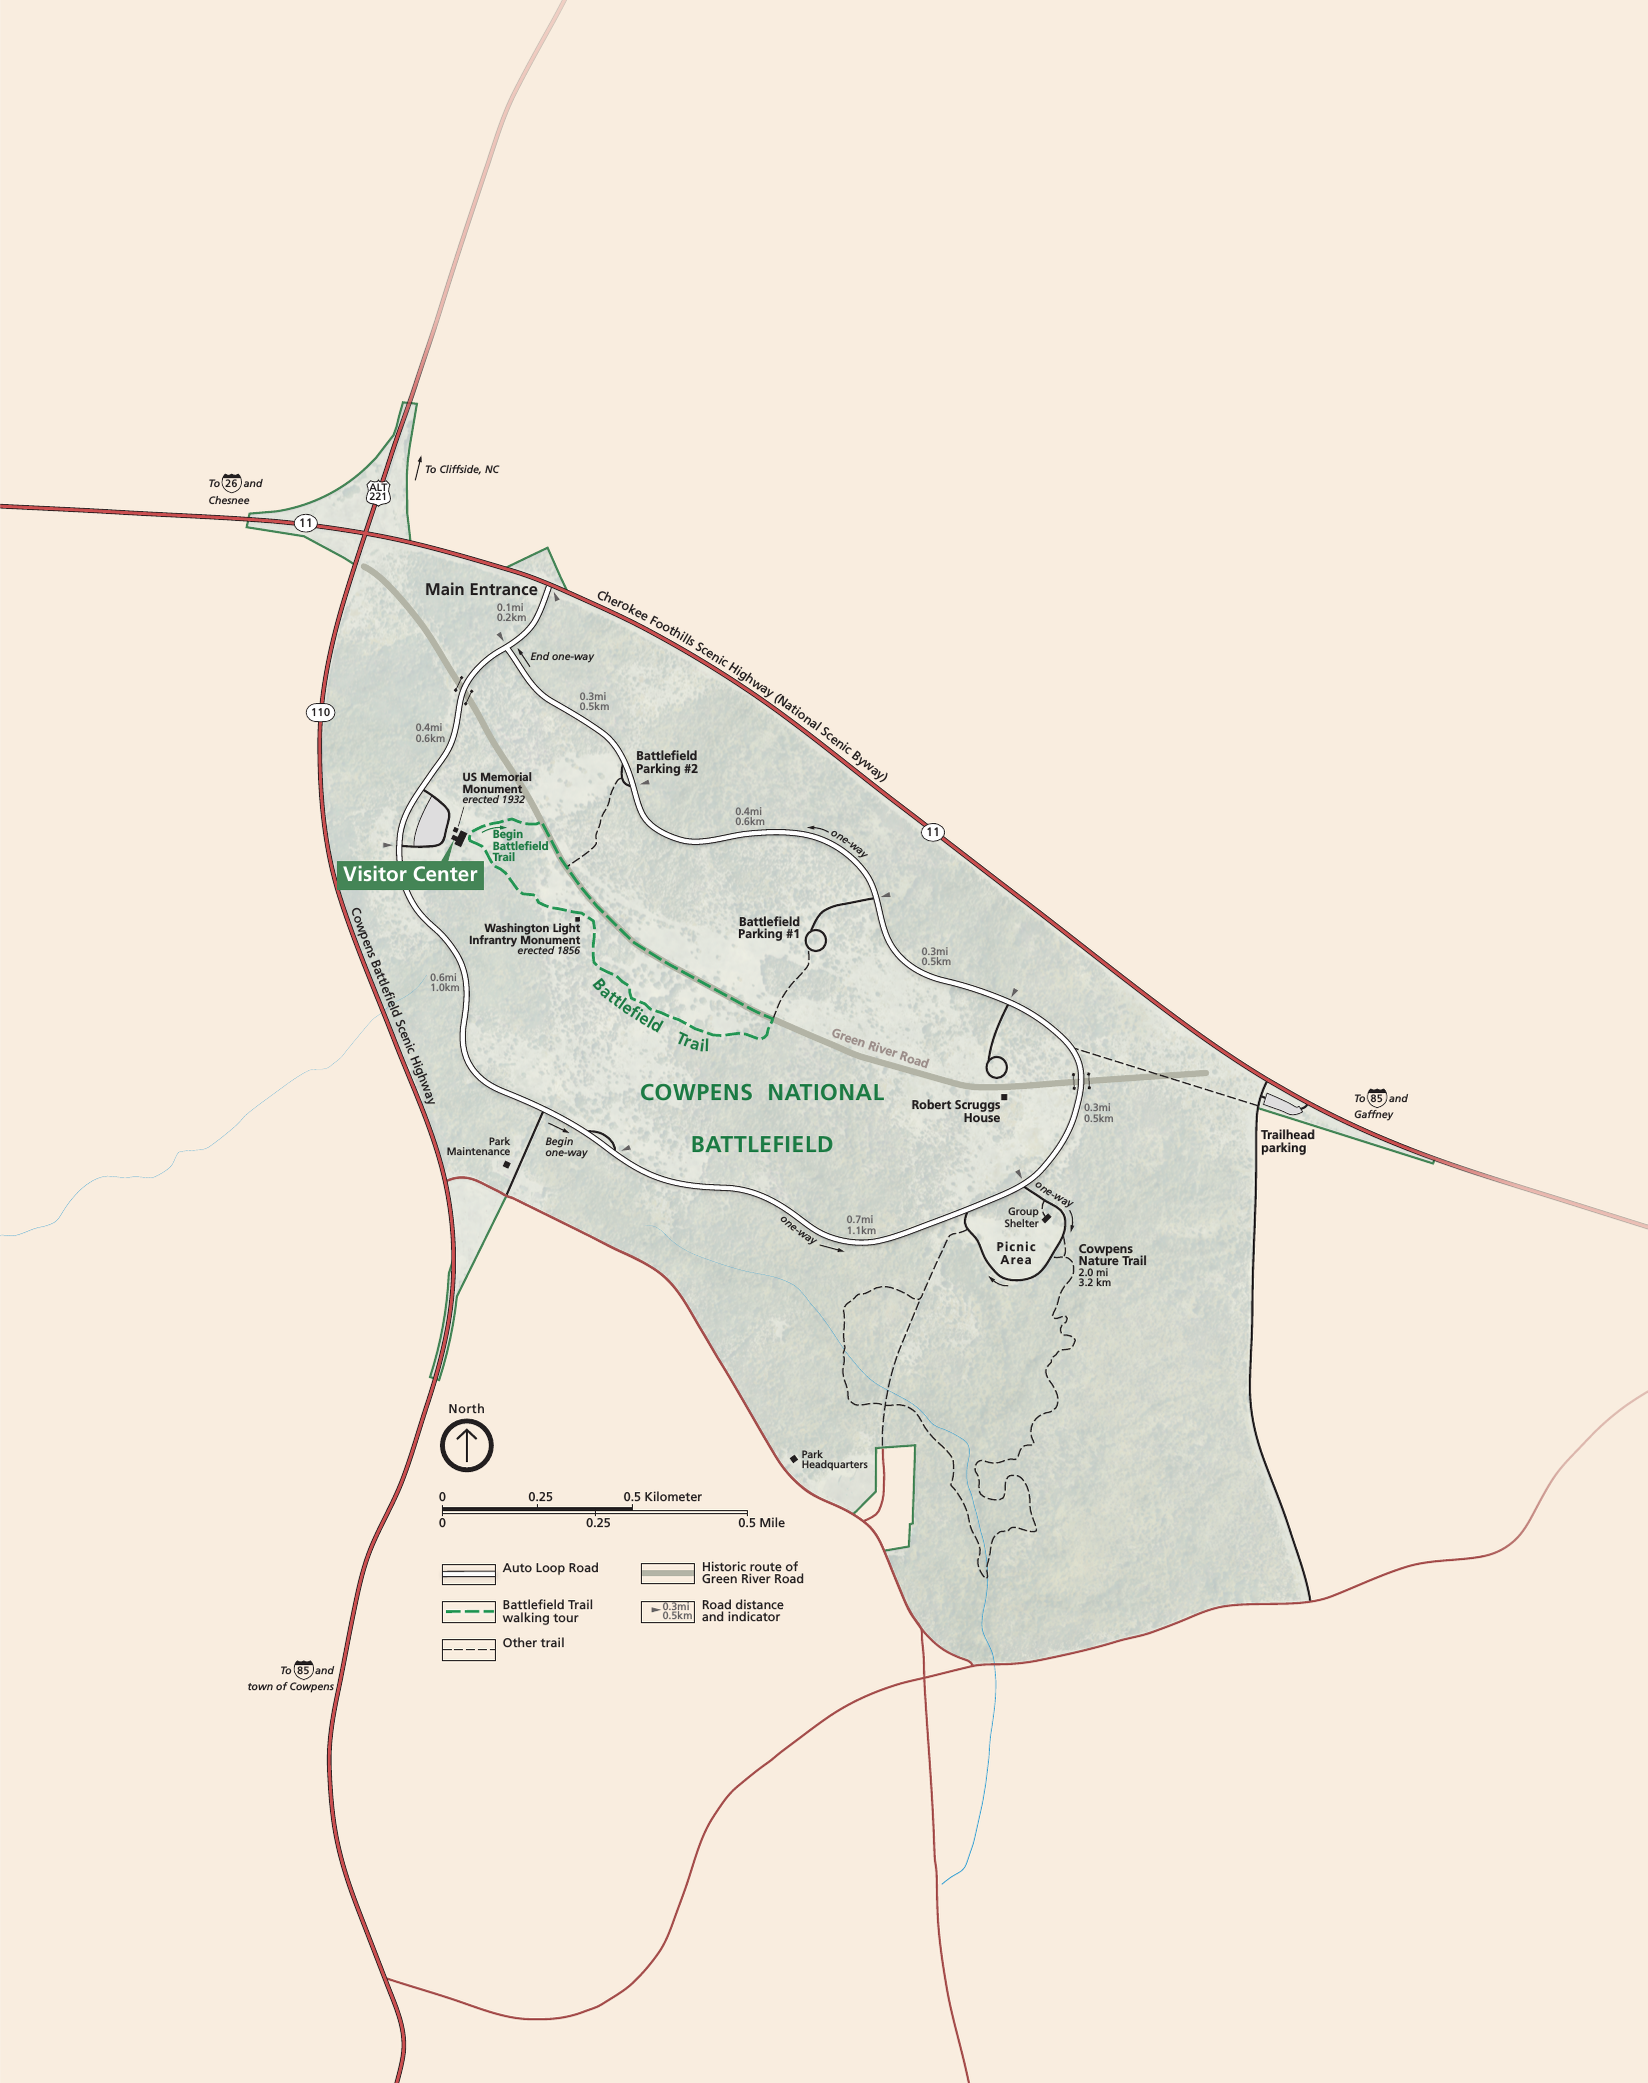 To 26 and
Chesnee
11
ALT
221
To Cliffside, NC
Main Entrance
0.1mi
0.2km
Cherokee Foothills Scenic Highway (National Scenic Byway)
End one-way
0.3mi
0.5km
110
0.4mi
0.6km
Battlefield
Parking #2
US Memorial
Monument
erected 1932
0.4mi
0.6km
one-way
11
Begin
Battlefield
Trail
Visitor Center
Battlefield
Parking #1
Washington Light
Infantry Monument
erected 1856
0.3mi
0.5km
Cowpens Battlefield Scenic Highway
0.6mi
1.0km
Battlefield Trail
Green River Road
COWPENS NATIONAL
BATTLEFIELD
Robert Scruggs
House
0.3mi
0.5km
To 85 and
Gaffney
Trailhead
parking
Park
Maintenance
Begin
one-way
one-way
Group
Shelter
0.7mi
1.1km
one-way
Picnic
Area
Cowpens
Nature Trail
2.0 mi
3.2 km
North
Park
Headquarters
0 0.25 0.5 Kilometer
0 0.25 0.5 Mile
Auto Loop Road
Historic route of
Green River Road
Battlefield Trail
walking tour
0.3mi
0.5km
Road distance
and indicator
Other trail
To 85 and
town of Cowpens